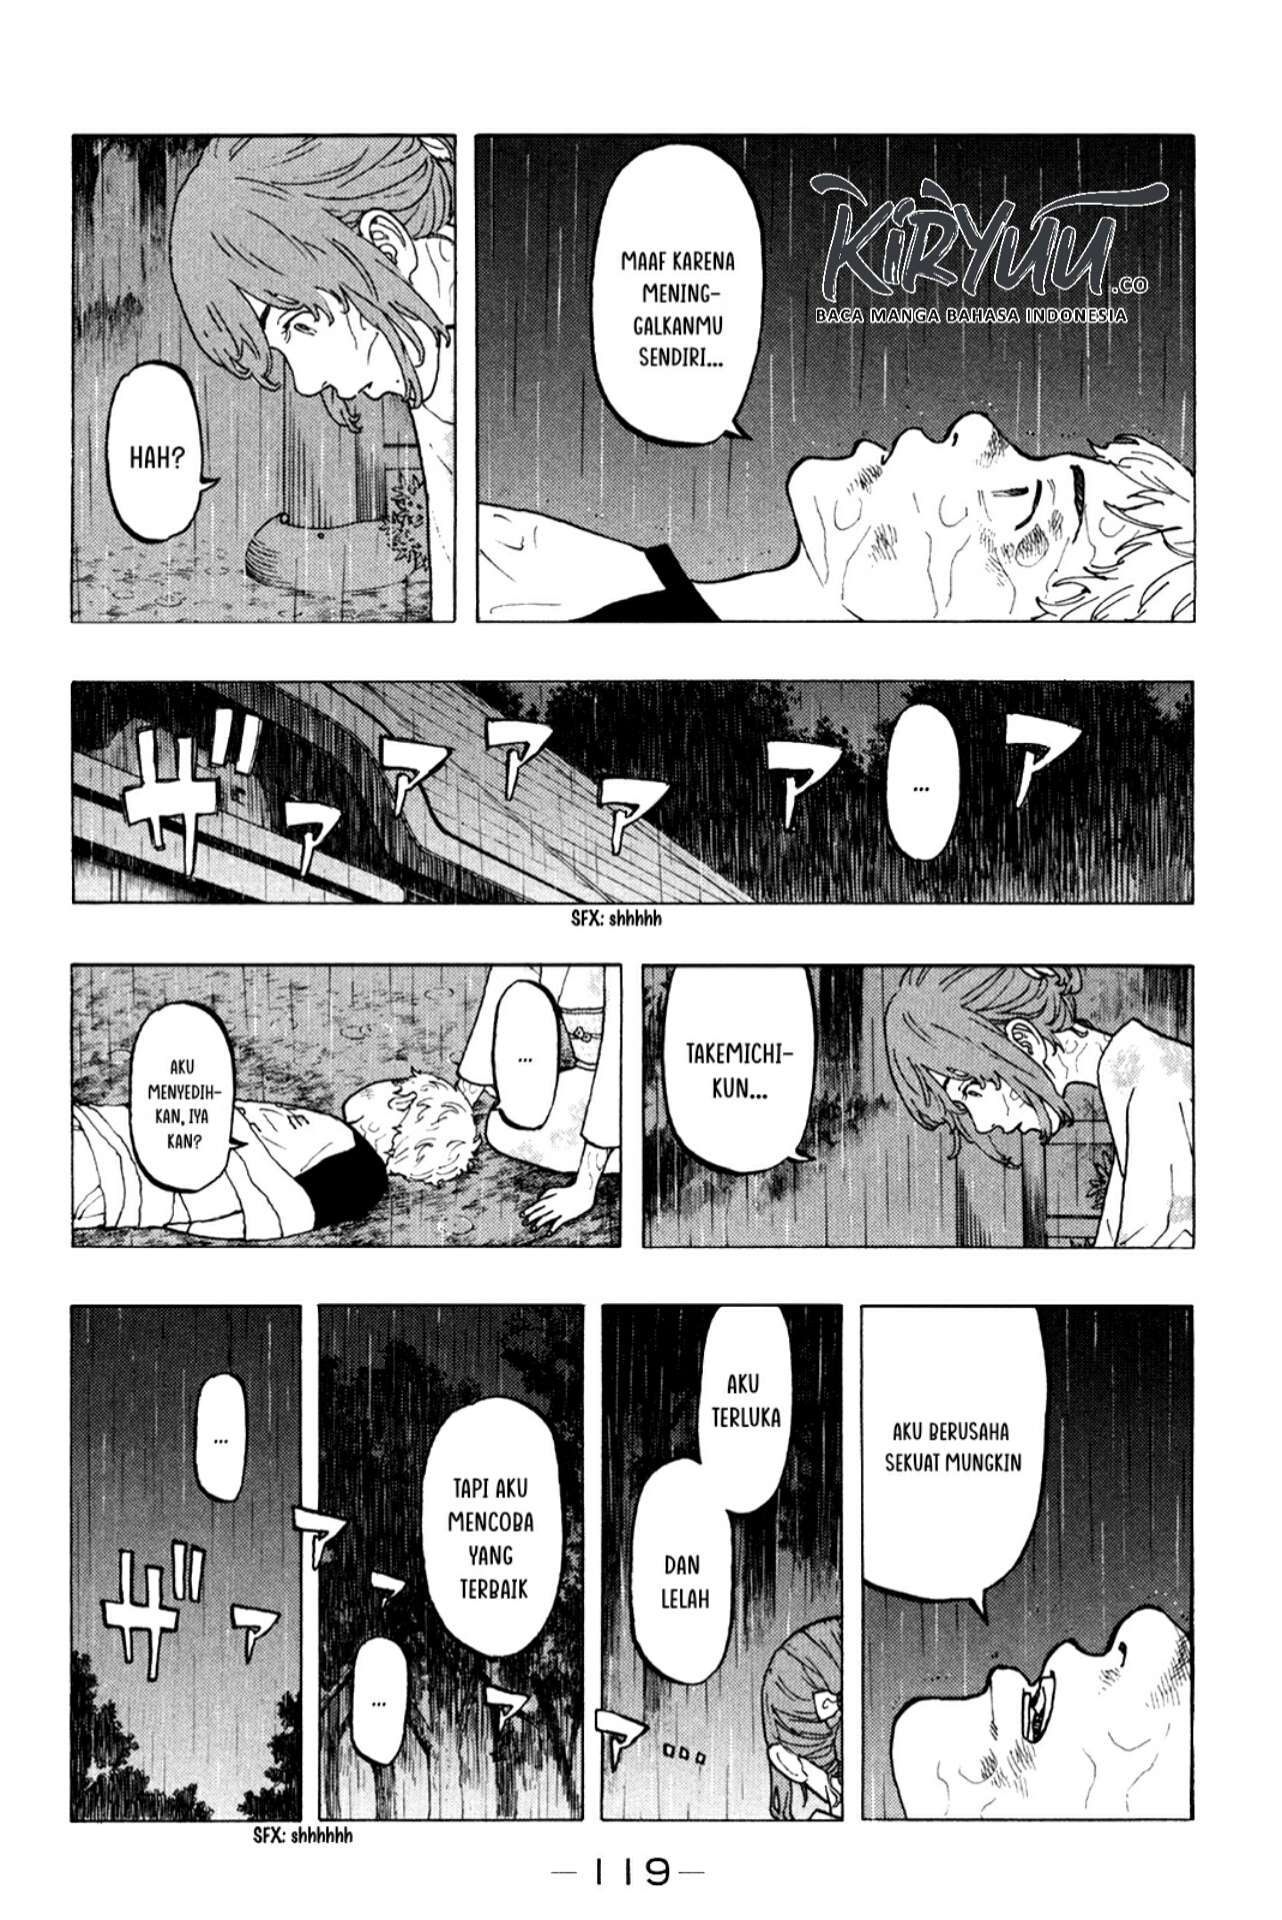 MAAF KARENA
MENING-
GALKANMU
SENDIRI...
KIRYUU.CO
BACA MANGA BAHASA INDONESIA
HAH?
ザァァァァァァ
...
SFX: shhhhh
TAKEMICHI-
KUN...
...
AKU
MENYEDIH-
KAN, IYA
KAN?
AKU BERUSAHA
SEKUAT MUNGKIN
AKU
TERLUKA
DAN
LELAH
...
TAPI AKU
MENCOBA
YANG
TERBAIK
...
...
ザァァァァァ
SFX: shhhhhh
—119—